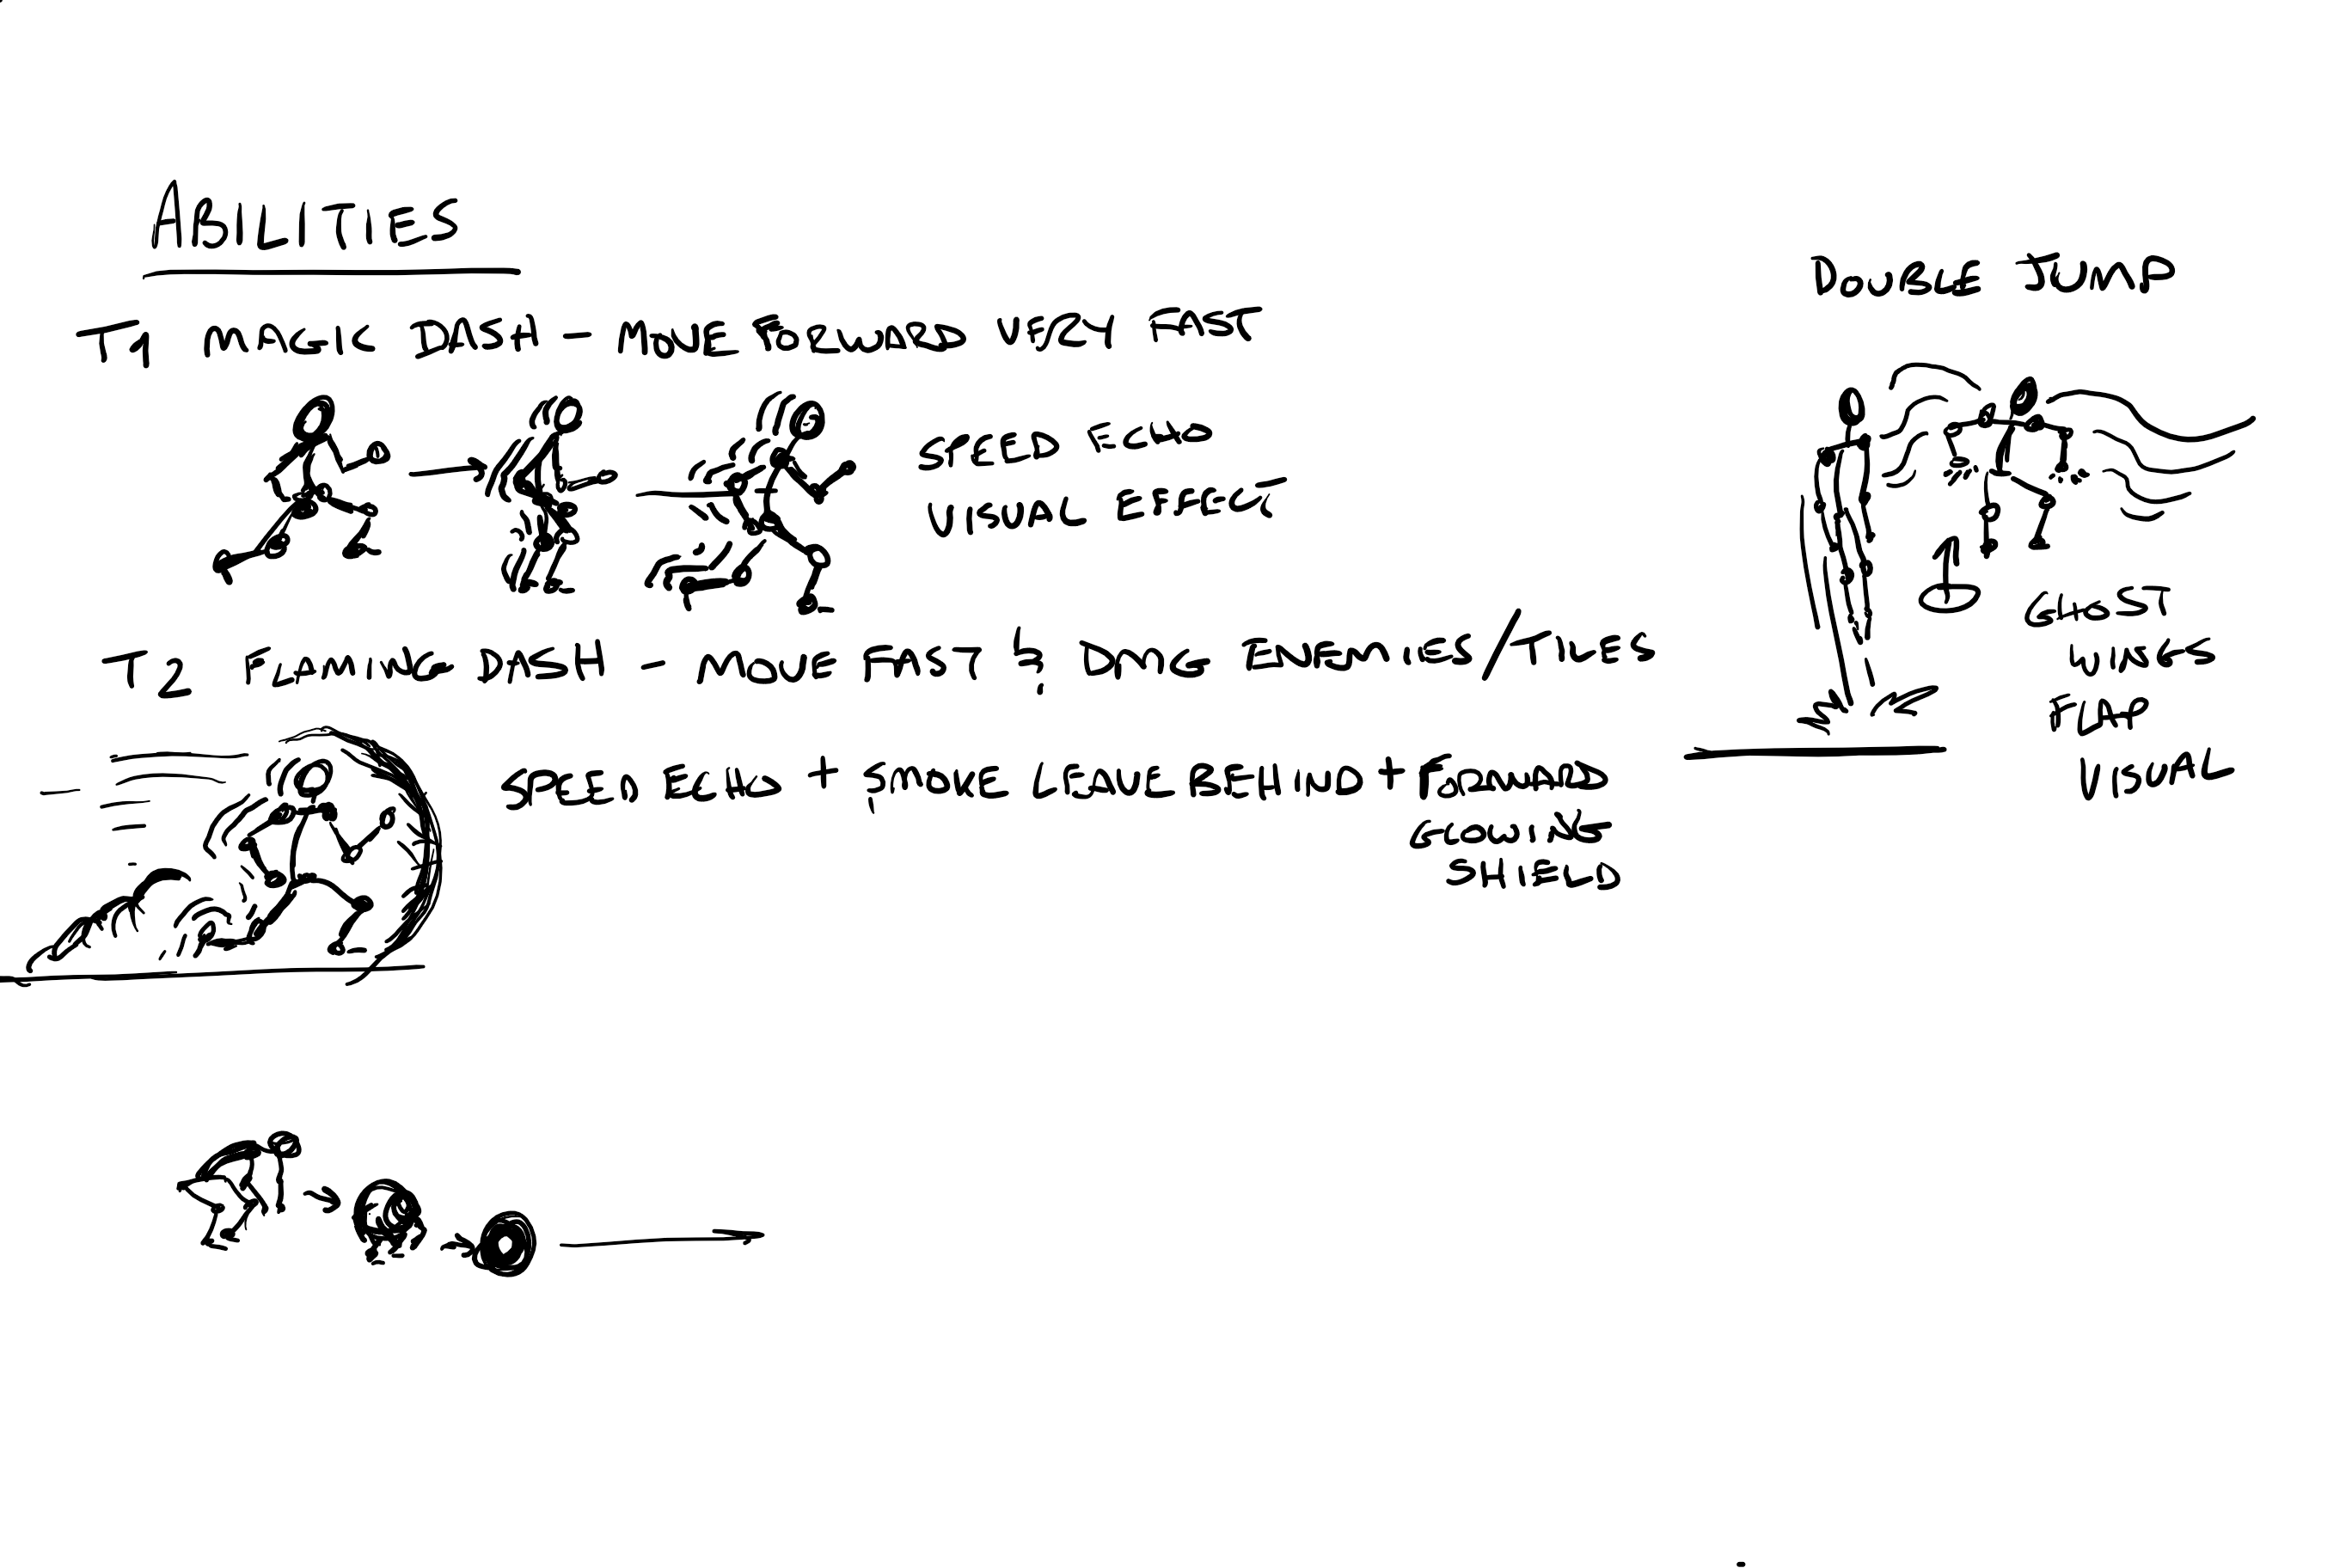 ABILITIES
T1 MAGIC DASH - MOVE FORWARD VERY FAST
SPEED ECHO
VISUAL EFFECT
T2 FLAMING DASH - MOVE FAST & DMG ENEMIES/TILES
SPEED ECHO + SMOKE LEAVE BEHIND + FORWARD
GLOWING
SHIELD
DOUBLE JUMP
GHOST
WINGS
FLAP
VISUAL